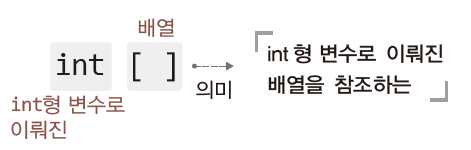 배열
int [ ]
의미
int형 변수로
이뤄진
int 형 변수로 이뤄진
배열을 참조하는